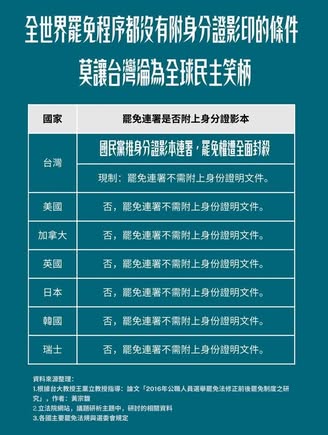 全世界罷免程序都沒有附身分證影印的條件
莫讓台灣淪為全球民主笑柄
國家 罷免連署是否附上身分證影本
台灣 國民黨推身分證影本連署，罷免權遭全面封殺
現制：罷免連署不需附上身份證明文件。
美國 否，罷免連署不需附上身份證明文件。
加拿大 否，罷免連署不需附上身份證明文件。
英國 否，罷免連署不需附上身份證明文件。
日本 否，罷免連署不需附上身份證明文件。
韓國 否，罷免連署不需附上身份證明文件。
瑞士 否，罷免連署不需附上身份證明文件。
資料來源整理：
1.根據台大教授王業立教授指導：論文「2016年公職人員選舉罷免法修正前後罷免制度之研
究」，作者：黃宗馥
2.立法院網站，議題研析主題中，研討的相關資料
3.各國主要罷免法規與選委會規定